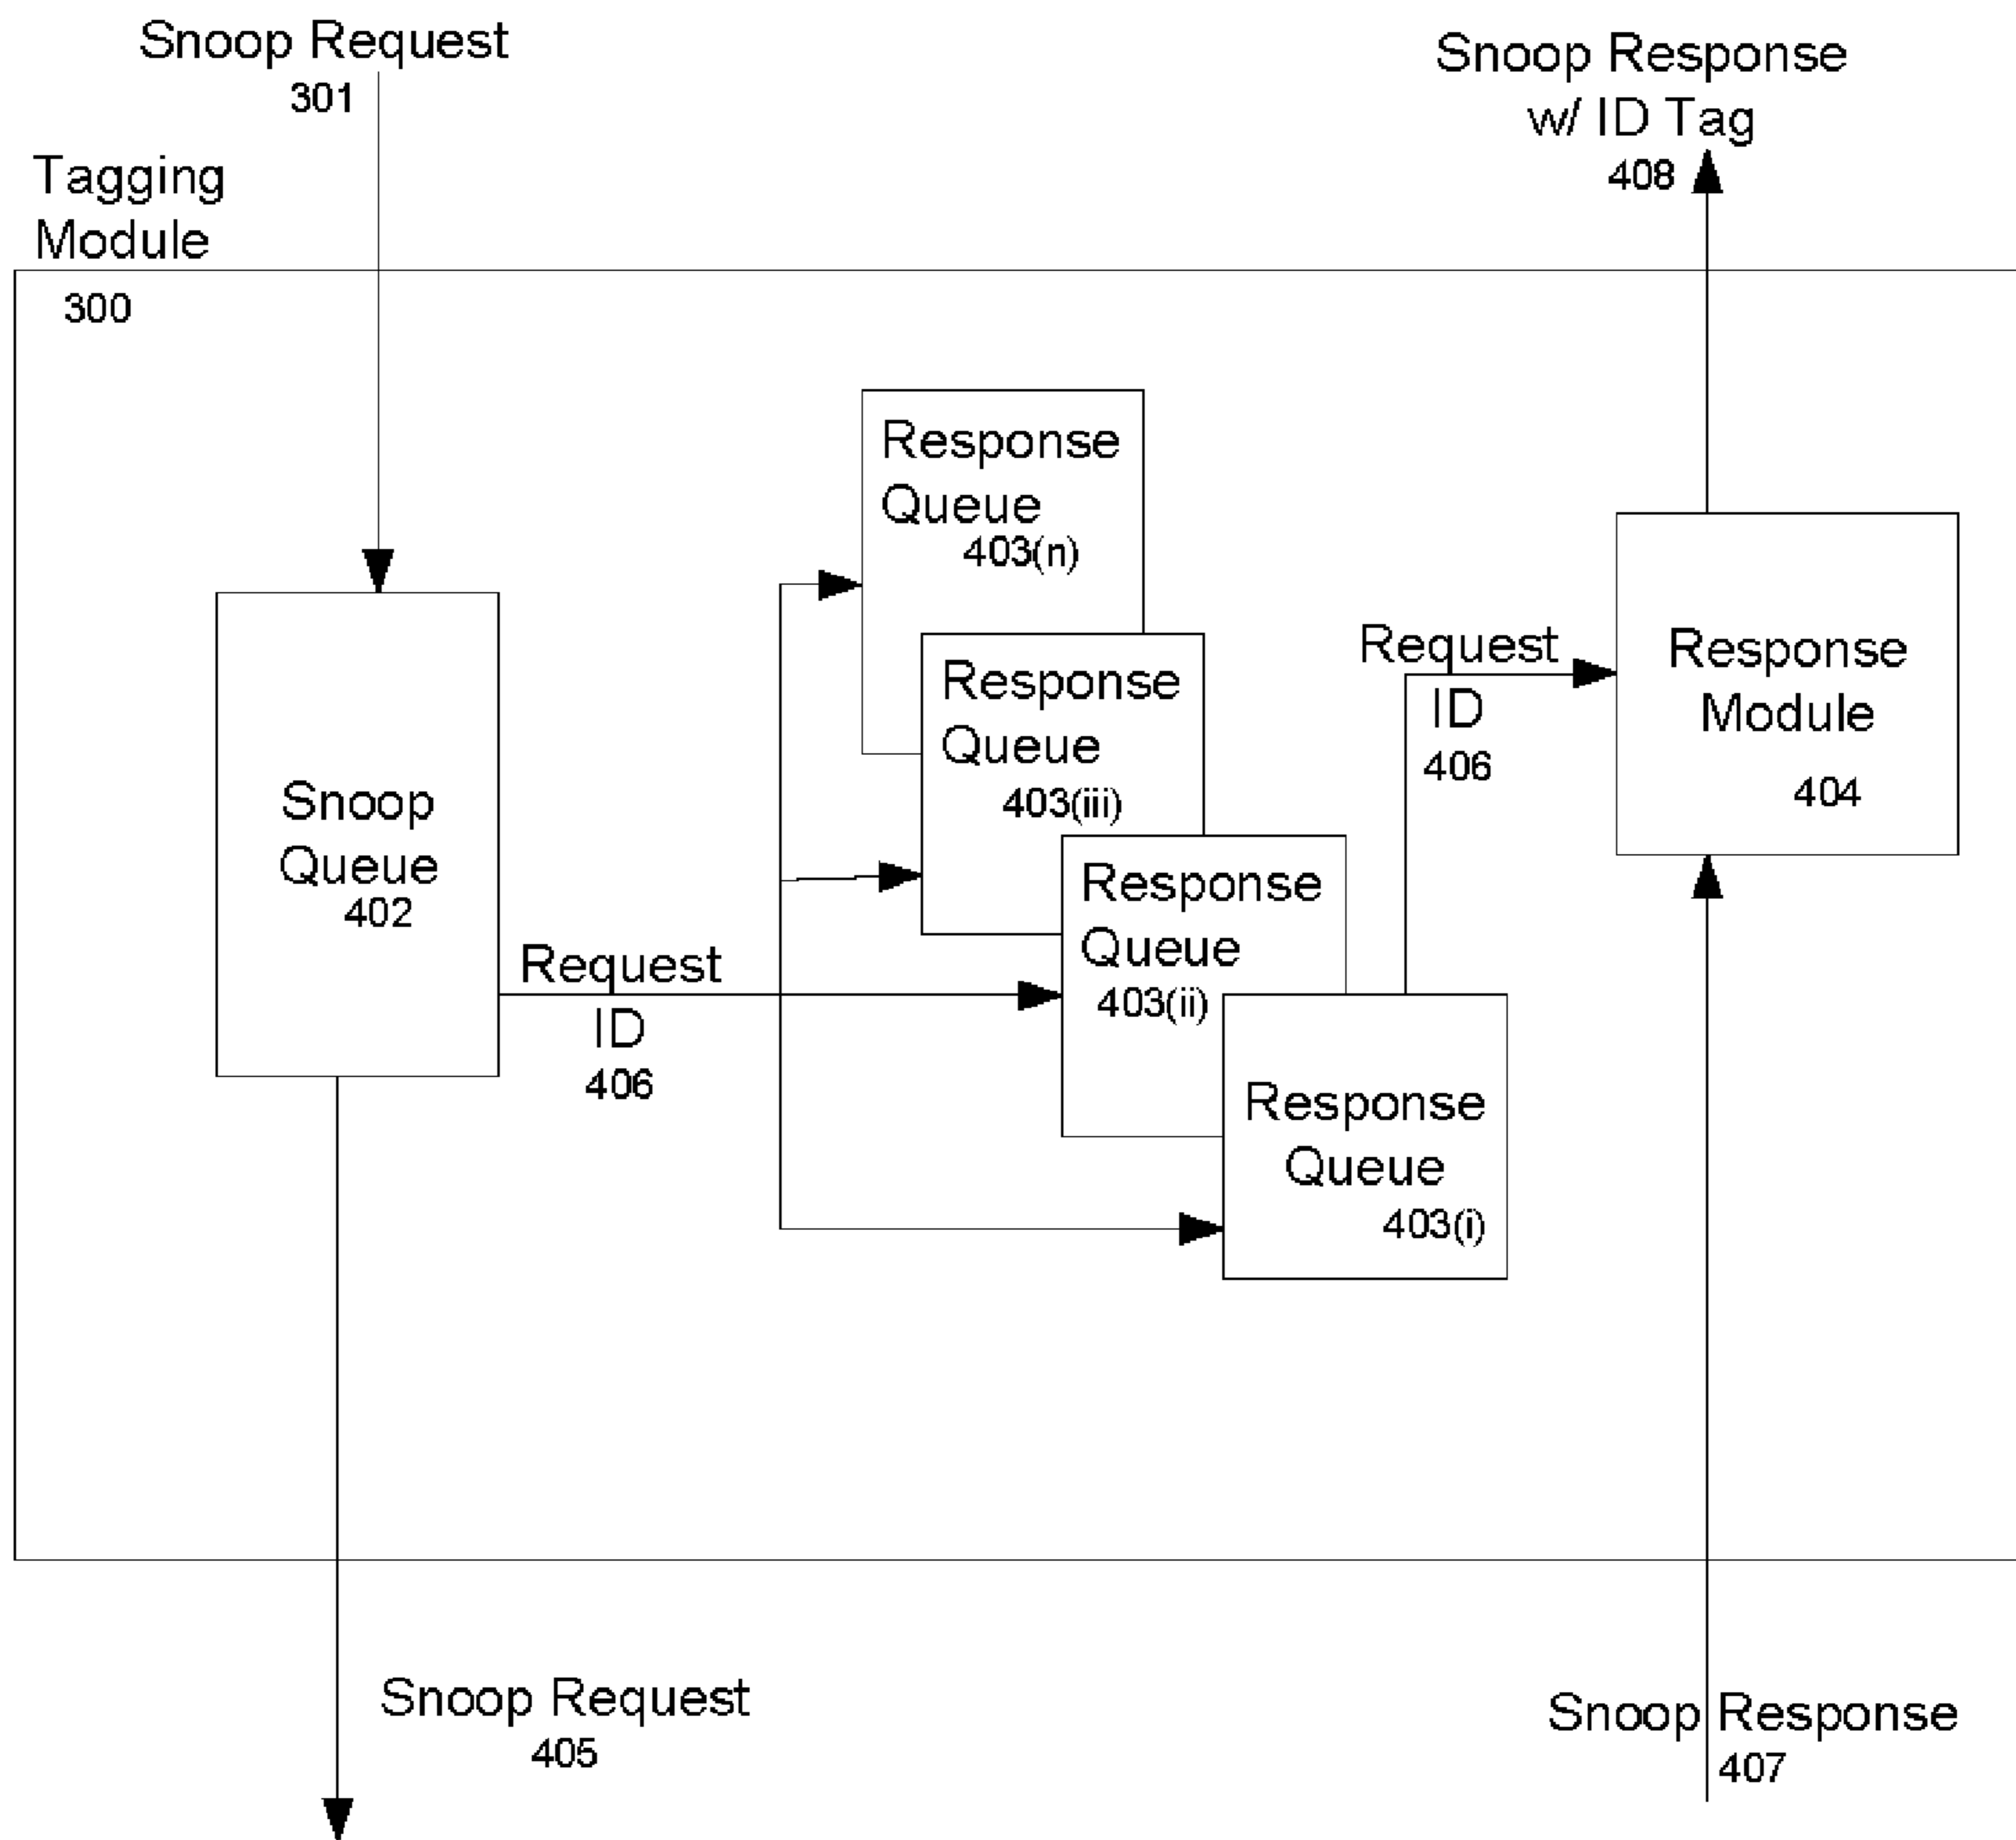 Snoop Request
301
Snoop Response
w/ ID Tag
408
Tagging
Module
300
Response
Queue
403(n)
Response
Queue
403(iii)
Request
ID
406
Response
Module
404
Snoop
Queue
402
Response
Queue
403(ii)
Request
ID
406
Response
Queue
403(i)
Snoop Request
405
Snoop Response
407